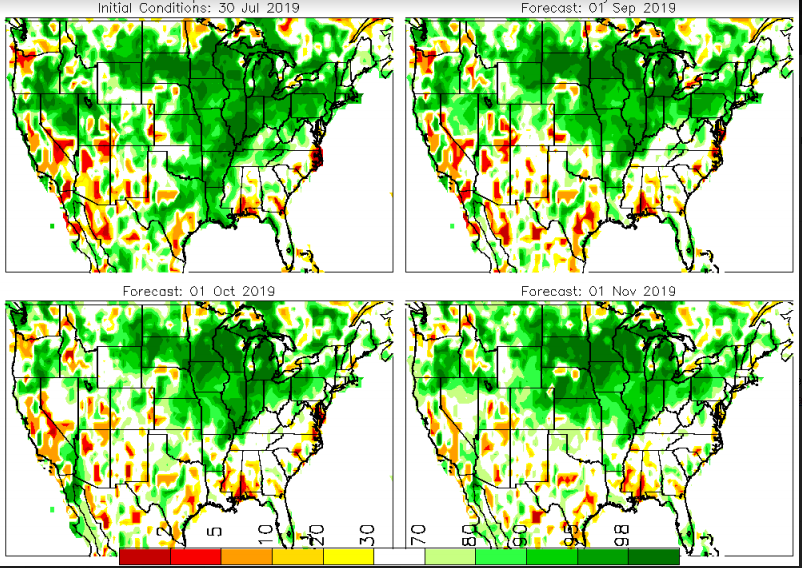 Initial Conditions: 30 Jul 2019
Forecast: 01 Sep 2019
Forecast: 01 Oct 2019
Forecast: 01 Nov 2019
2 5 10 20 30 70 80 90 95 98